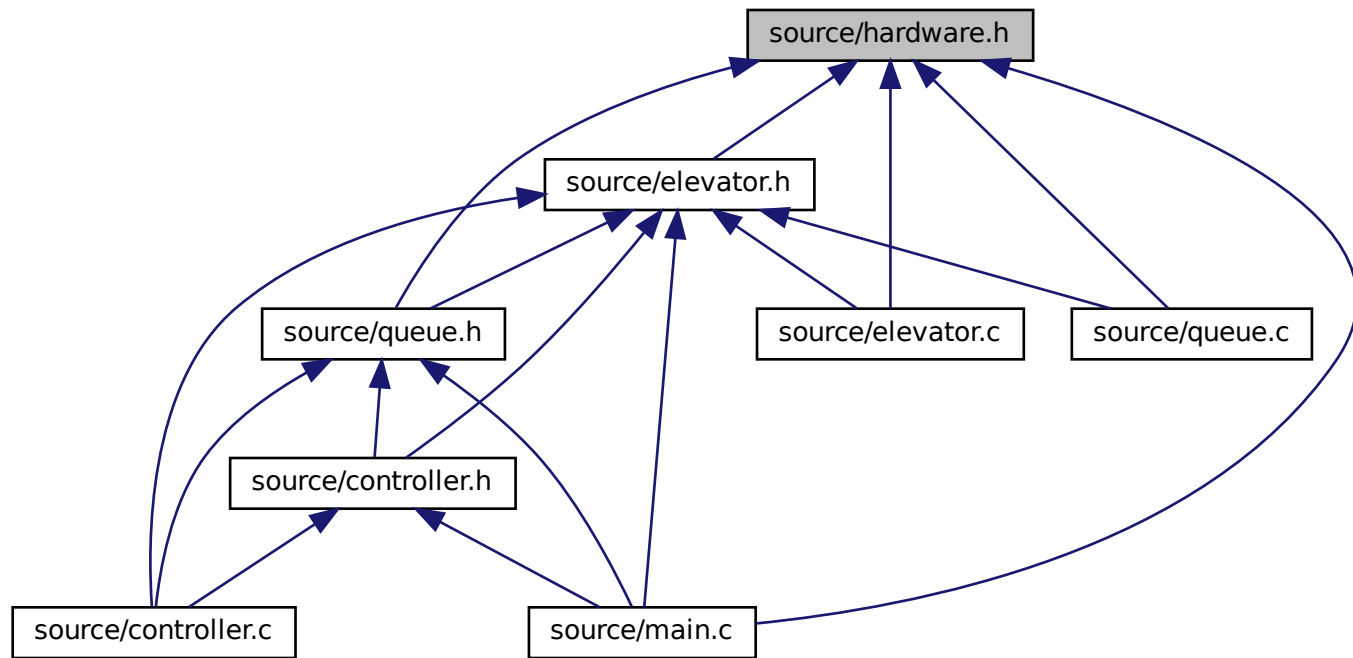 source/hardware.h
source/elevator.h
source/queue.h
source/elevator.c
source/queue.c
source/controller.h
source/controller.c
source/main.c